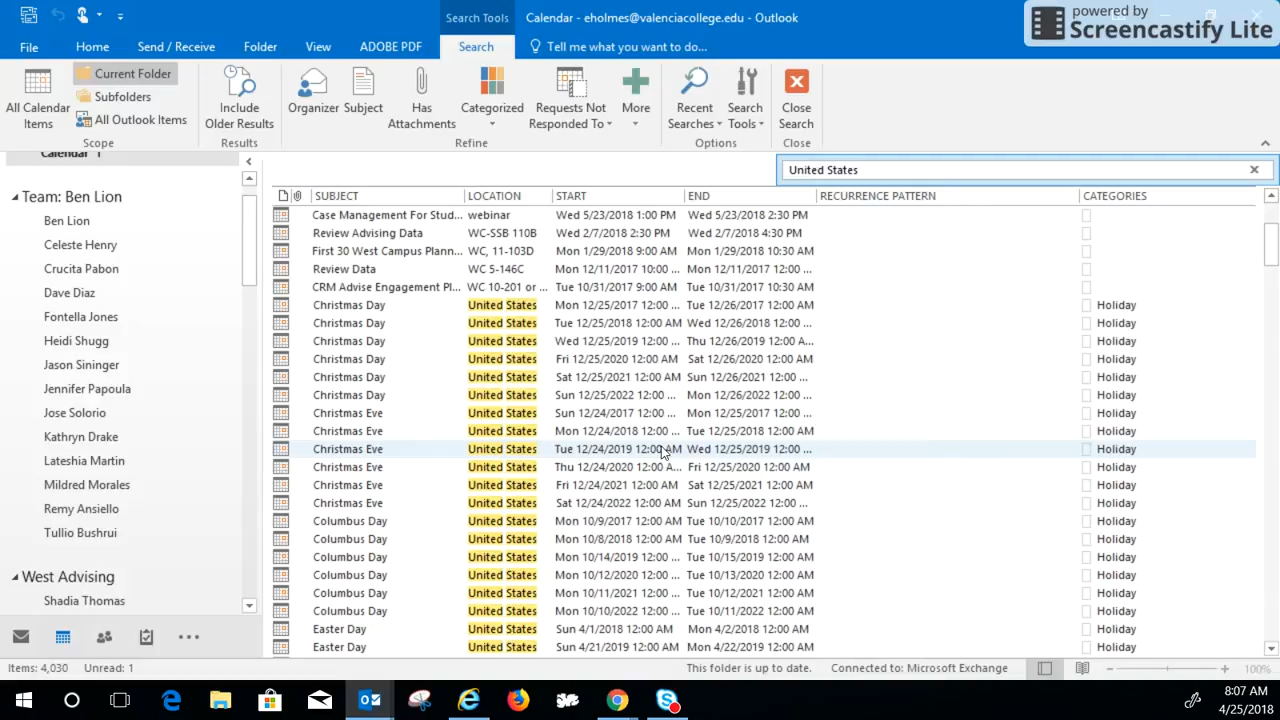 Search Tools
Calendar - eholmes@valenciacollege.edu - Outlook
powered by
Screencastify Lite
File Home Send / Receive Folder View ADOBE PDF Search Tell me what you want to do...
All Calendar Items
Current Folder
Subfolders
All Outlook Items
Scope
Include Older Results
Results
Organizer
Subject
Has Attachments
Categorized
Requests Not Responded To
More
Refine
Recent Searches
Search Tools
Options
Close Search
Close
United States
Calendar 1
Team: Ben Lion
Ben Lion
Celeste Henry
Crucita Pabon
Dave Diaz
Fontella Jones
Heidi Shugg
Jason Sininger
Jennifer Papoula
Jose Solorio
Kathryn Drake
Lateshia Martin
Mildred Morales
Remy Ansiello
Tullio Bushrui
West Advising
Shadia Thomas
SUBJECT LOCATION START END RECURRENCE PATTERN CATEGORIES
Case Management For Stud... webinar Wed 5/23/2018 1:00 PM Wed 5/23/2018 2:30 PM
Review Advising Data WC-SSB 110B Wed 2/7/2018 2:30 PM Wed 2/7/2018 4:30 PM
First 30 West Campus Plann... WC, 11-103D Mon 1/29/2018 9:00 AM Mon 1/29/2018 10:30 AM
Review Data WC 5-146C Mon 12/11/2017 10:00 ... Mon 12/11/2017 12:00 ...
CRM Advise Engagement Pl... WC 10-201 or ... Tue 10/31/2017 9:00 AM Tue 10/31/2017 10:30 AM
Christmas Day United States Mon 12/25/2017 12:00 ... Tue 12/26/2017 12:00 AM Holiday
Christmas Day United States Tue 12/25/2018 12:00 AM Wed 12/26/2018 12:00 ... Holiday
Christmas Day United States Wed 12/25/2019 12:00 ... Thu 12/26/2019 12:00 A... Holiday
Christmas Day United States Fri 12/25/2020 12:00 AM Sat 12/26/2020 12:00 AM Holiday
Christmas Day United States Sat 12/25/2021 12:00 AM Sun 12/26/2021 12:00 ... Holiday
Christmas Day United States Sun 12/25/2022 12:00 ... Mon 12/26/2022 12:00 ... Holiday
Christmas Eve United States Sun 12/24/2017 12:00 ... Mon 12/25/2017 12:00 ... Holiday
Christmas Eve United States Mon 12/24/2018 12:00 ... Tue 12/25/2018 12:00 AM Holiday
Christmas Eve United States Tue 12/24/2019 12:00 AM Wed 12/25/2019 12:00 ... Holiday
Christmas Eve United States Thu 12/24/2020 12:00 A... Fri 12/25/2020 12:00 AM Holiday
Christmas Eve United States Fri 12/24/2021 12:00 AM Sat 12/25/2021 12:00 AM Holiday
Christmas Eve United States Sat 12/24/2022 12:00 AM Sun 12/25/2022 12:00 ... Holiday
Columbus Day United States Mon 10/9/2017 12:00 AM Tue 10/10/2017 12:00 AM Holiday
Columbus Day United States Mon 10/8/2018 12:00 AM Tue 10/9/2018 12:00 AM Holiday
Columbus Day United States Mon 10/14/2019 12:00 ... Tue 10/15/2019 12:00 AM Holiday
Columbus Day United States Mon 10/12/2020 12:00 ... Tue 10/13/2020 12:00 AM Holiday
Columbus Day United States Mon 10/11/2021 12:00 ... Tue 10/12/2021 12:00 AM Holiday
Columbus Day United States Mon 10/10/2022 12:00 ... Tue 10/11/2022 12:00 AM Holiday
Easter Day United States Sun 4/1/2018 12:00 AM Mon 4/2/2018 12:00 AM Holiday
Easter Day United States Sun 4/21/2019 12:00 AM Mon 4/22/2019 12:00 AM Holiday
Items: 4,030 Unread: 1 This folder is up to date. Connected to: Microsoft Exchange 100%
8:07 AM
4/25/2018